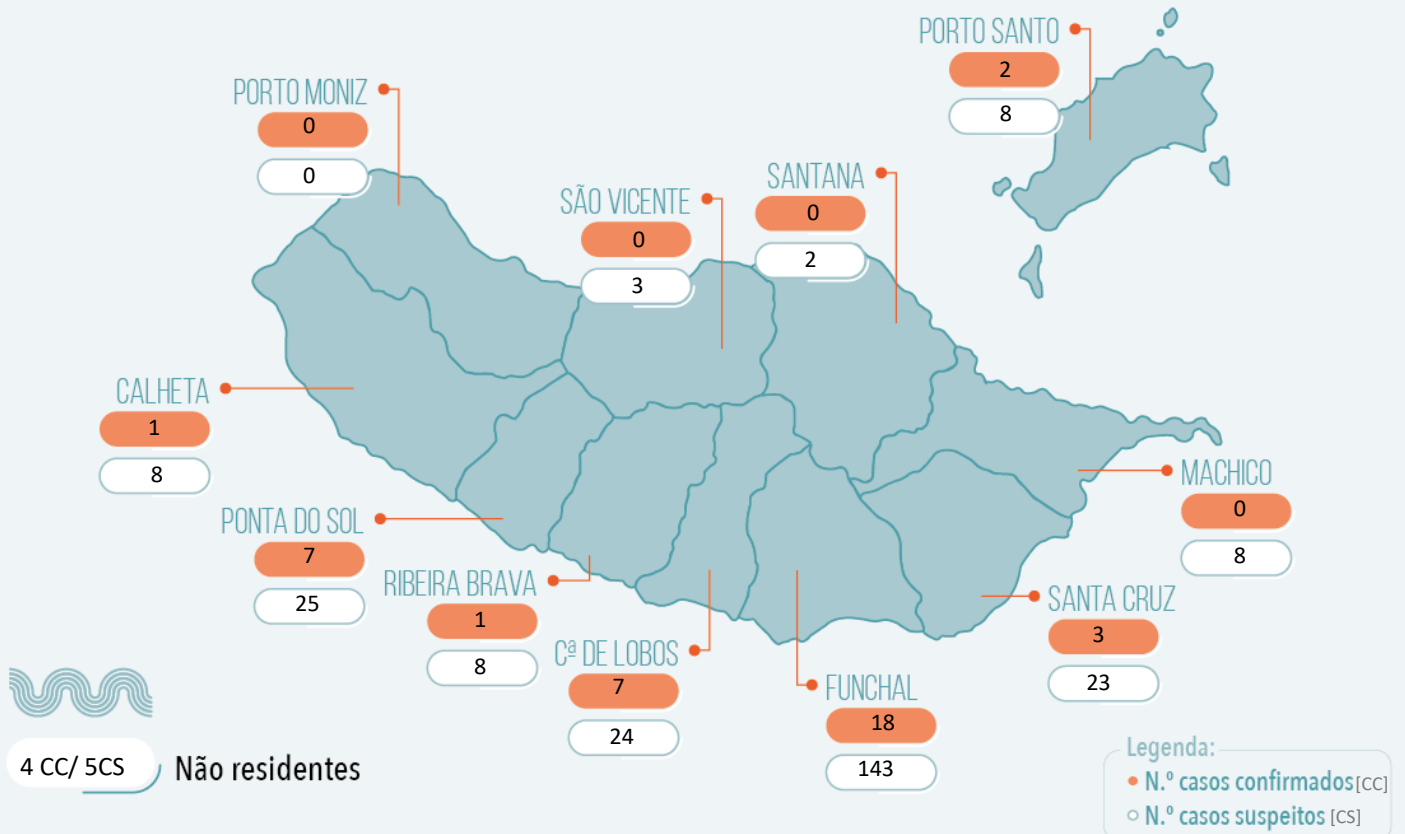 PORTO SANTO
2
8
PORTO MONIZ
0
0
SANTANA
0
2
SÃO VICENTE
0
3
CALHETA
1
8
MACHICO
0
8
PONTA DO SOL
7
25
RIBEIRA BRAVA
1
8
SANTA CRUZ
3
23
Cª DE LOBOS
7
24
FUNCHAL
18
143
4 CC/ 5CS Não residentes
Legenda:
N.º casos confirmados [CC]
N.º casos suspeitos [CS]